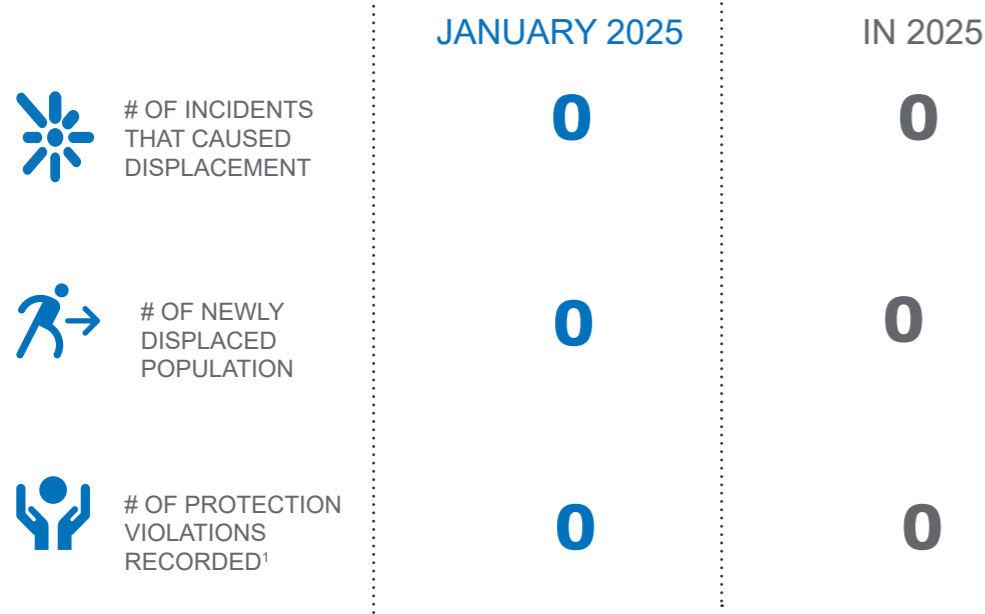 JANUARY 2025
IN 2025
# OF INCIDENTS
THAT CAUSED
DISPLACEMENT
0
0
# OF NEWLY
DISPLACED
POPULATION
0
0
# OF PROTECTION
VIOLATIONS
RECORDED¹
0
0